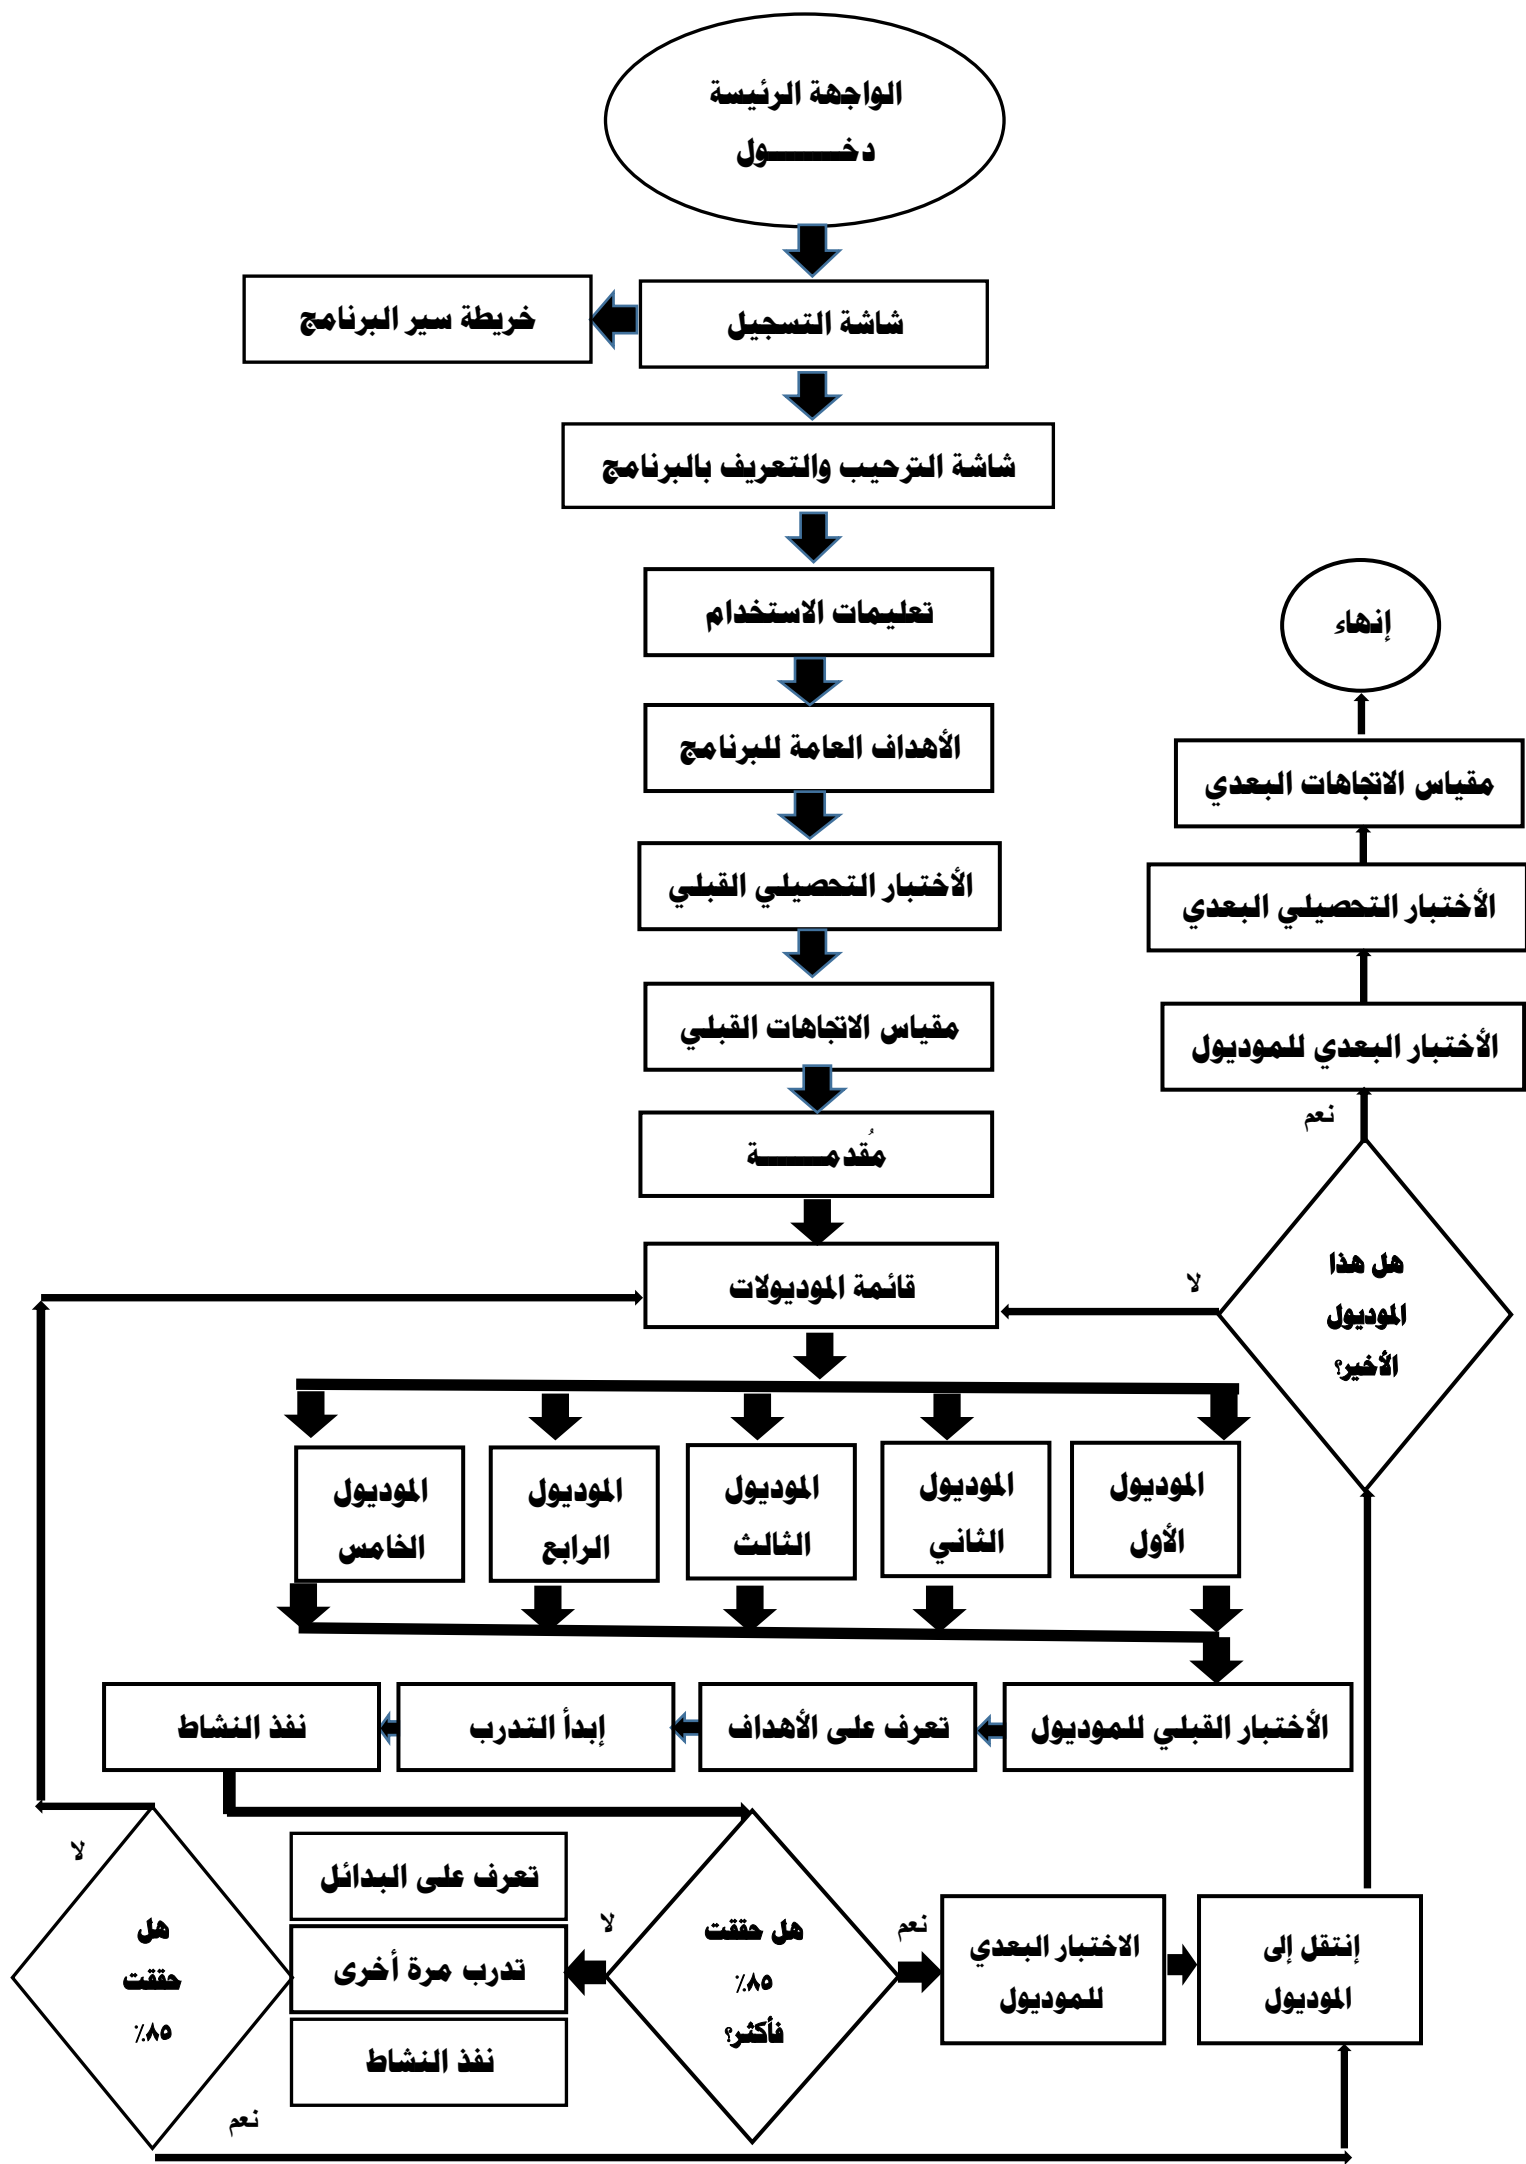 الواجهة الرئيسة
دخـــــــــول
شاشة التسجيل
خريطة سير البرنامج
شاشة الترحيب والتعريف بالبرنامج
تعليمات الاستخدام
إنهاء
الأهداف العامة للبرنامج
مقياس الاتجاهات البعدي
الأختبار التحصيلي القبلي
الأختبار التحصيلي البعدي
مقياس الاتجاهات القبلي
الأختبار البعدي للموديول
نعم
مُقدمـــــــــة
قائمة الموديولات
لا
هل هذا
الموديول
الأخير؟
الموديول
الأول
الموديول
الثاني
الموديول
الثالث
الموديول
الرابع
الموديول
الخامس
الأختبار القبلي للموديول
تعرف على الأهداف
إبدأ التدرب
نفذ النشاط
إنتقل إلى
الموديول
الاختبار البعدي
للموديول
نعم
هل حققت
٨٥٪
فأكثر؟
لا
تعرف على البدائل
تدرب مرة أخرى
نفذ النشاط
لا
هل
حققت
٨٥٪
نعم